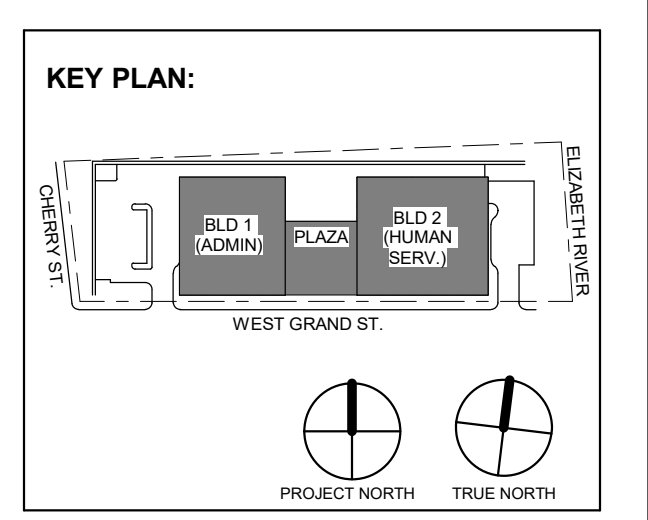 KEY PLAN:
ELIZABETH RIVER
CHERRY ST.
BLD 1
(ADMIN)
PLAZA
BLD 2
(HUMAN
SERV.)
WEST GRAND ST.
PROJECT NORTH
TRUE NORTH